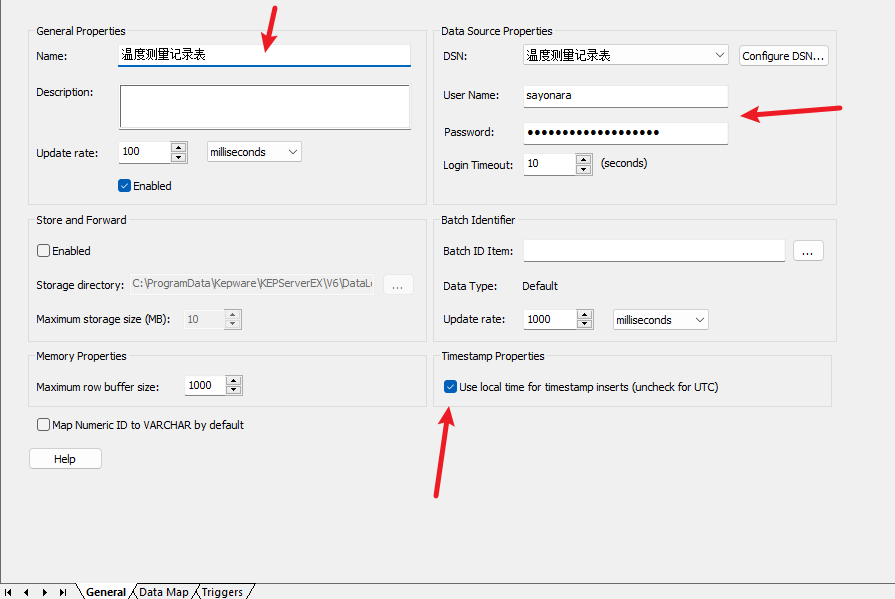 General Properties
Name: 温度测量记录表
Description:
Update rate: 100 milliseconds
Enabled
Data Source Properties
DSN: 温度测量记录表 Configure DSN...
User Name: sayonara
Password: ●●●●●●●●●●●●●●●●●●●
Login Timeout: 10 (seconds)
Store and Forward
Enabled
Storage directory: C:\ProgramData\Kepware\KEPServerEX\V6\DataL ...
Maximum storage size (MB): 10
Batch Identifier
Batch ID Item: ...
Data Type: Default
Update rate: 1000 milliseconds
Memory Properties
Maximum row buffer size: 1000
Timestamp Properties
Use local time for timestamp inserts (uncheck for UTC)
Map Numeric ID to VARCHAR by default
Help
General Data Map Triggers